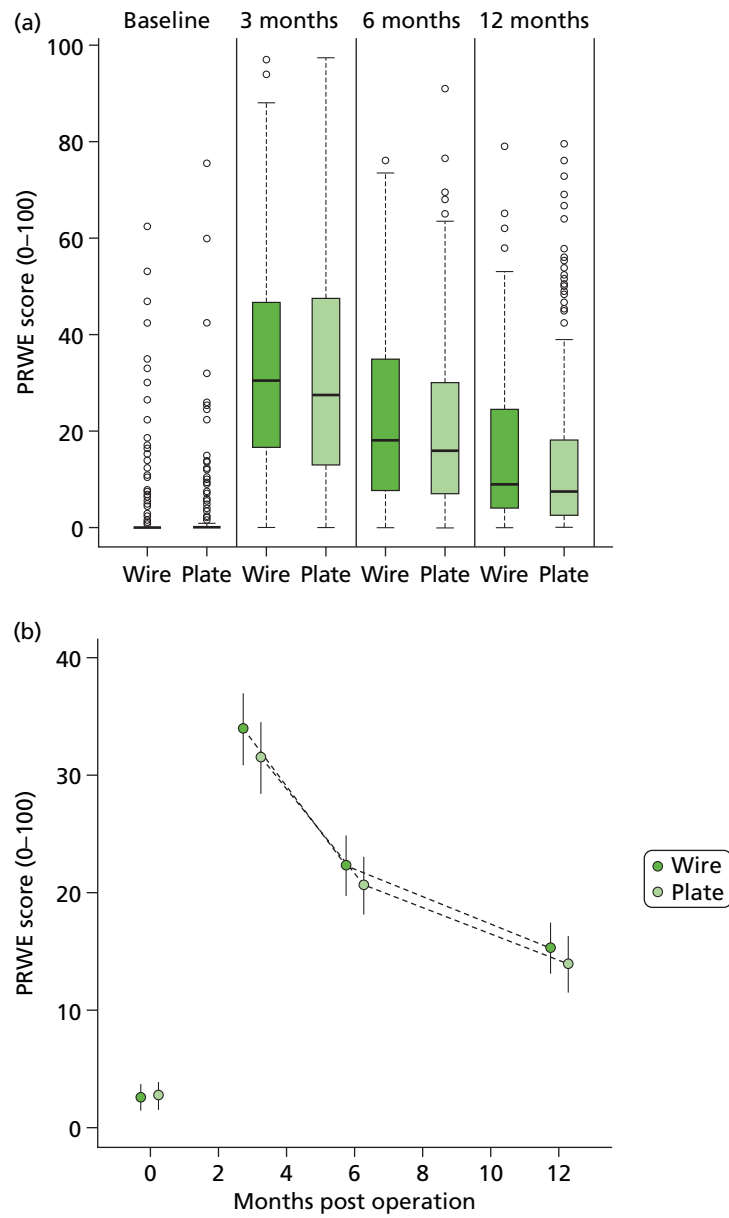 (a)
Baseline 3 months 6 months 12 months
100
80
60
40
20
0
PRWE score (0–100)
Wire Plate Wire Plate Wire Plate Wire Plate
(b)
40
30
20
10
0
PRWE score (0–100)
0 2 4 6 8 10 12
Months post operation
Wire
Plate